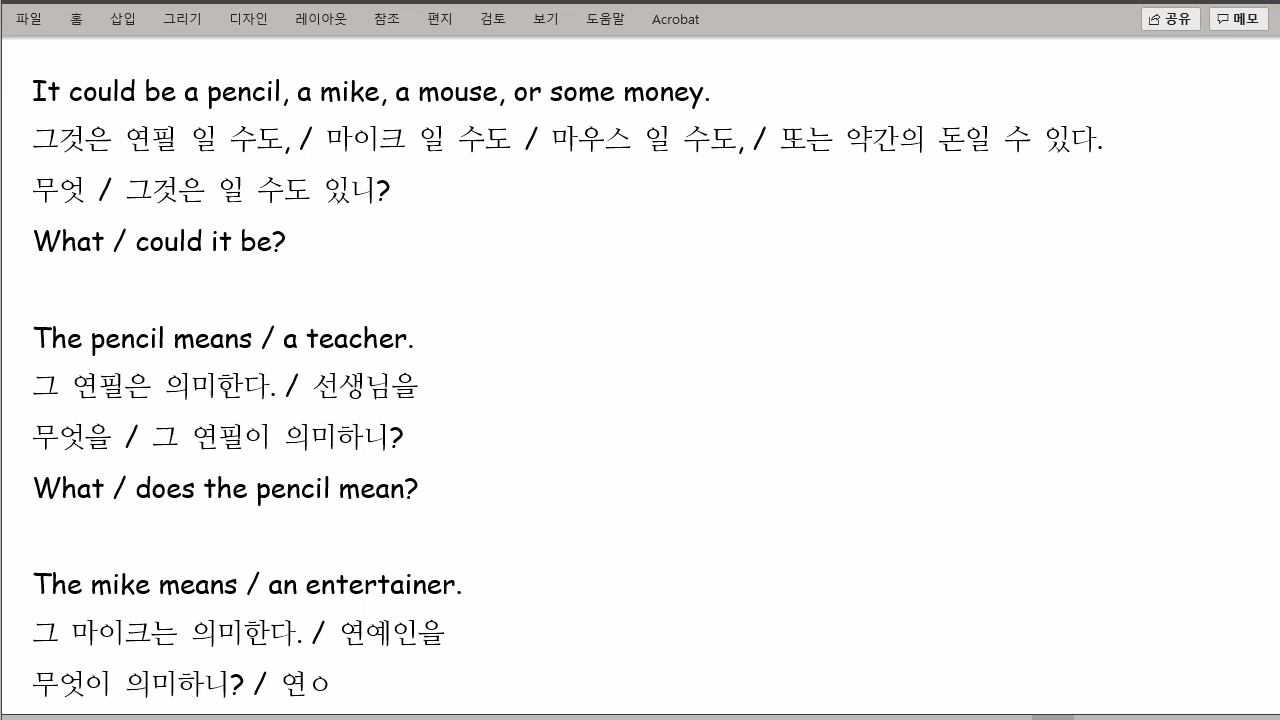 파일 홈 삽입 그리기 디자인 레이아웃 참조 편지 검토 보기 도움말 Acrobat 공유 메모
It could be a pencil, a mike, a mouse, or some money.
그것은 연필 일 수도, / 마이크 일 수도 / 마우스 일 수도, / 또는 약간의 돈일 수 있다.
무엇 / 그것은 일 수도 있니?
What / could it be?
The pencil means / a teacher.
그 연필은 의미한다. / 선생님을
무엇을 / 그 연필이 의미하니?
What / does the pencil mean?
The mike means / an entertainer.
그 마이크는 의미한다. / 연예인을
무엇이 의미하니? / 연ㅇ